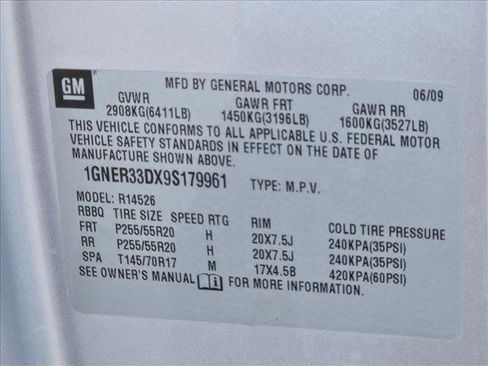 GM
MFD BY GENERAL MOTORS CORP. 06/09
GVWR GAWR FRT GAWR RR
2908KG(6411LB) 1450KG(3196LB) 1600KG(3527LB)
THIS VEHICLE CONFORMS TO ALL APPLICABLE U.S. FEDERAL MOTOR
VEHICLE SAFETY STANDARDS IN EFFECT ON THE DATE OF
MANUFACTURE SHOWN ABOVE.
1GNER33DX9S179961 TYPE: M.P.V.
MODEL: R14526
RBBQ TIRE SIZE SPEED RTG RIM COLD TIRE PRESSURE
FRT P255/55R20 H 20X7.5J 240KPA(35PSI)
RR P255/55R20 H 20X7.5J 240KPA(35PSI)
SPA T145/70R17 M 17X4.5B 420KPA(60PSI)
SEE OWNER'S MANUAL i FOR MORE INFORMATION.